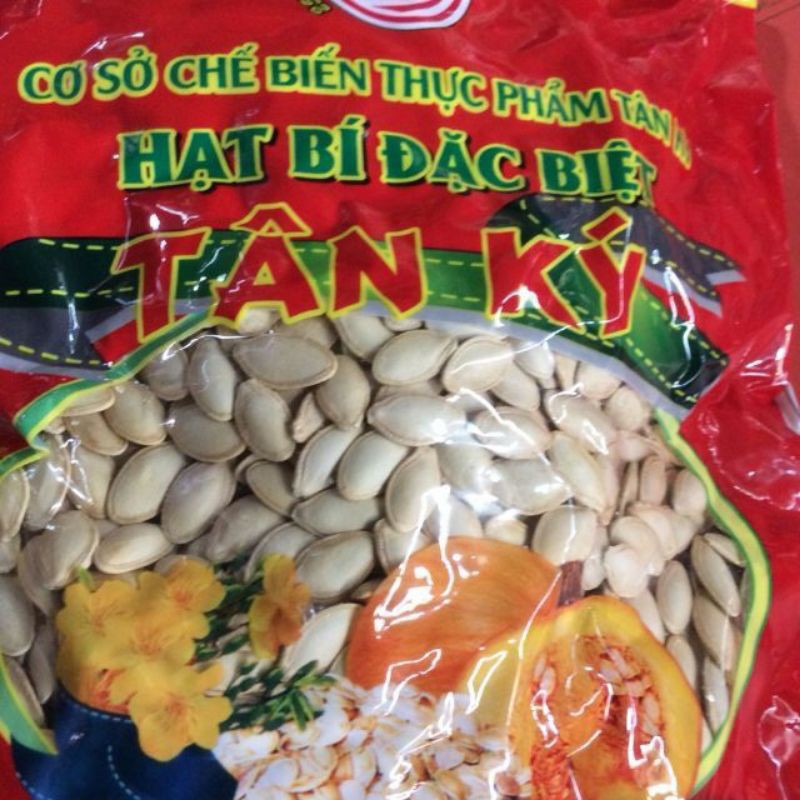 CƠ SỞ CHẾ BIẾN THỰC PHẨM TÂN
HẠT BÍ ĐẶC BIỆT
TÂN KÝ